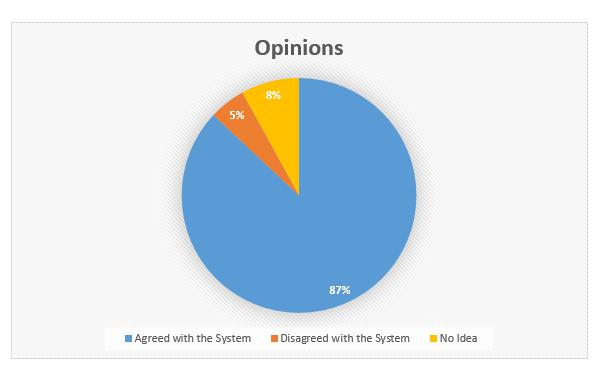 Opinions
8%
5%
87%
Agreed with the System Disagreed with the System No Idea